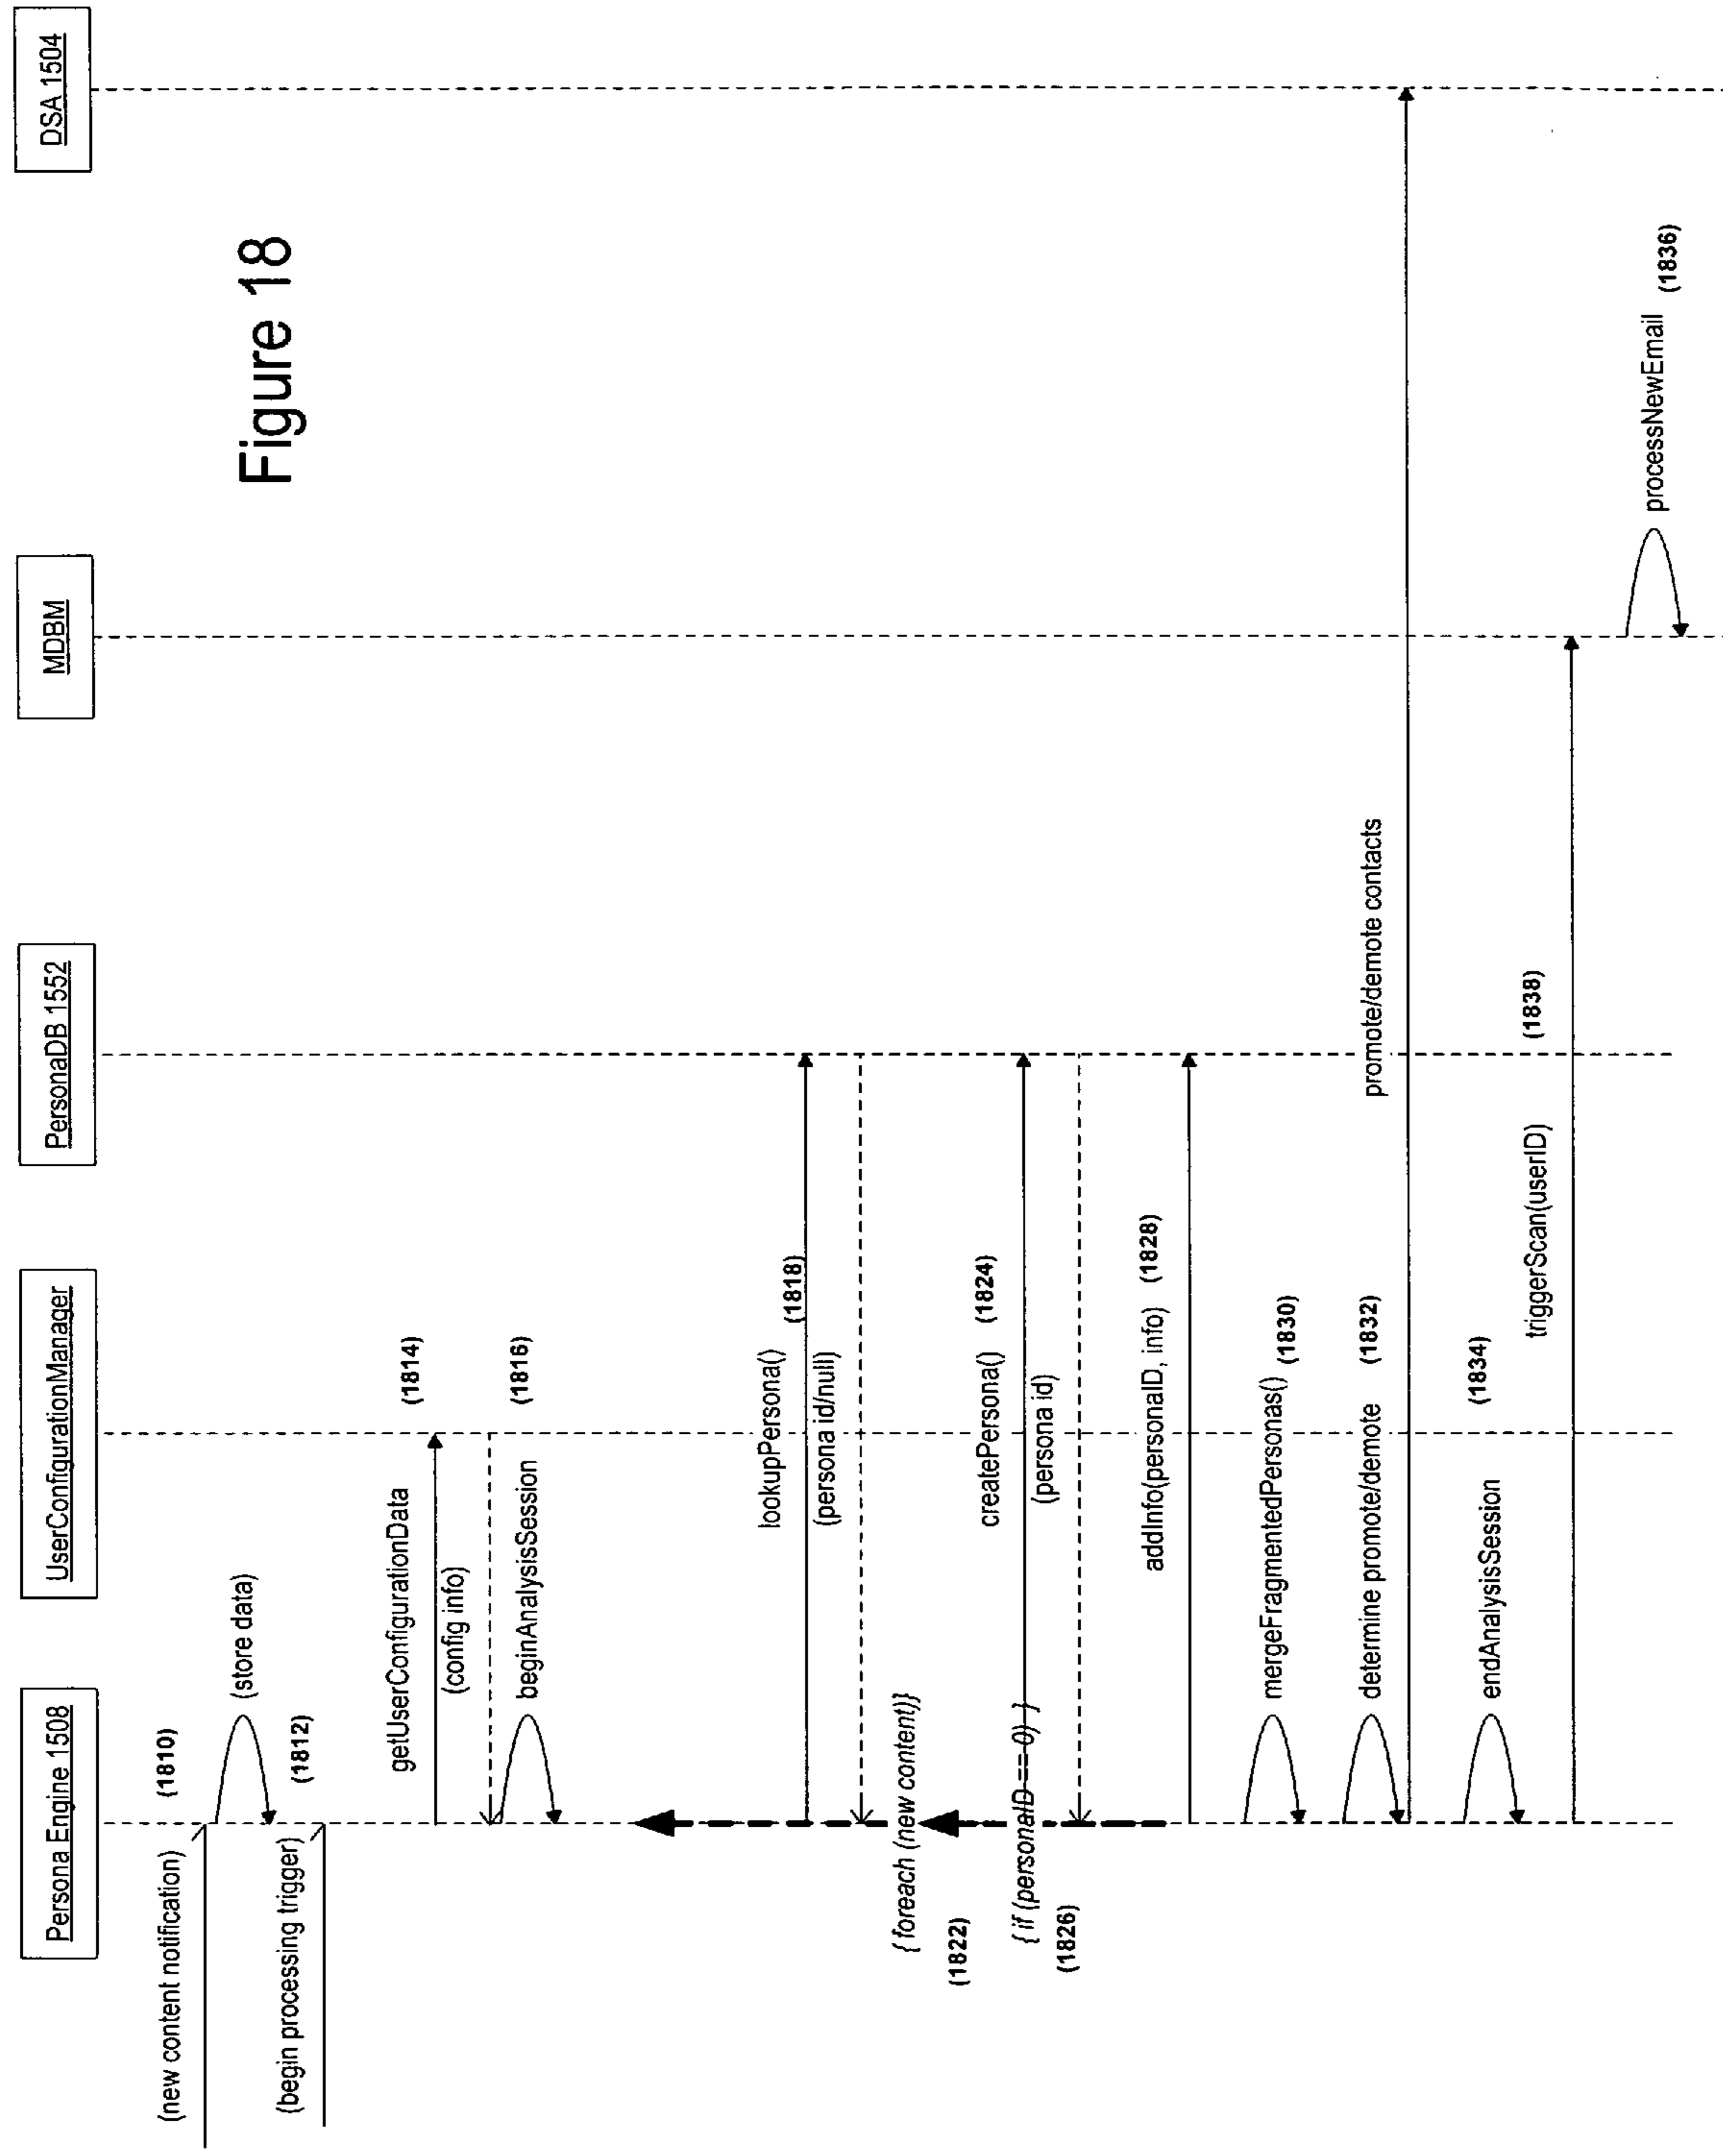 Persona Engine 1508
UserConfigurationManager
PersonaDB 1552
MDBM
DSA 1504
Figure 18
(new content notification)
(1810)
(store data)
(begin processing trigger)
(1812)
getUserConfigurationData
(1814)
(config info)
beginAnalysisSession
(1816)
lookupPersona()
(1818)
(persona id/null)
{ foreach (new content)}
(1822)
createPersona()
(1824)
(persona id)
{ if (personaID == 0) }
(1826)
addInfo(personaID, info)
(1828)
mergeFragmentedPersonas()
(1830)
determine promote/demote
(1832)
promote/demote contacts
endAnalysisSession
(1834)
triggerScan(userID)
(1838)
processNewEmail
(1836)